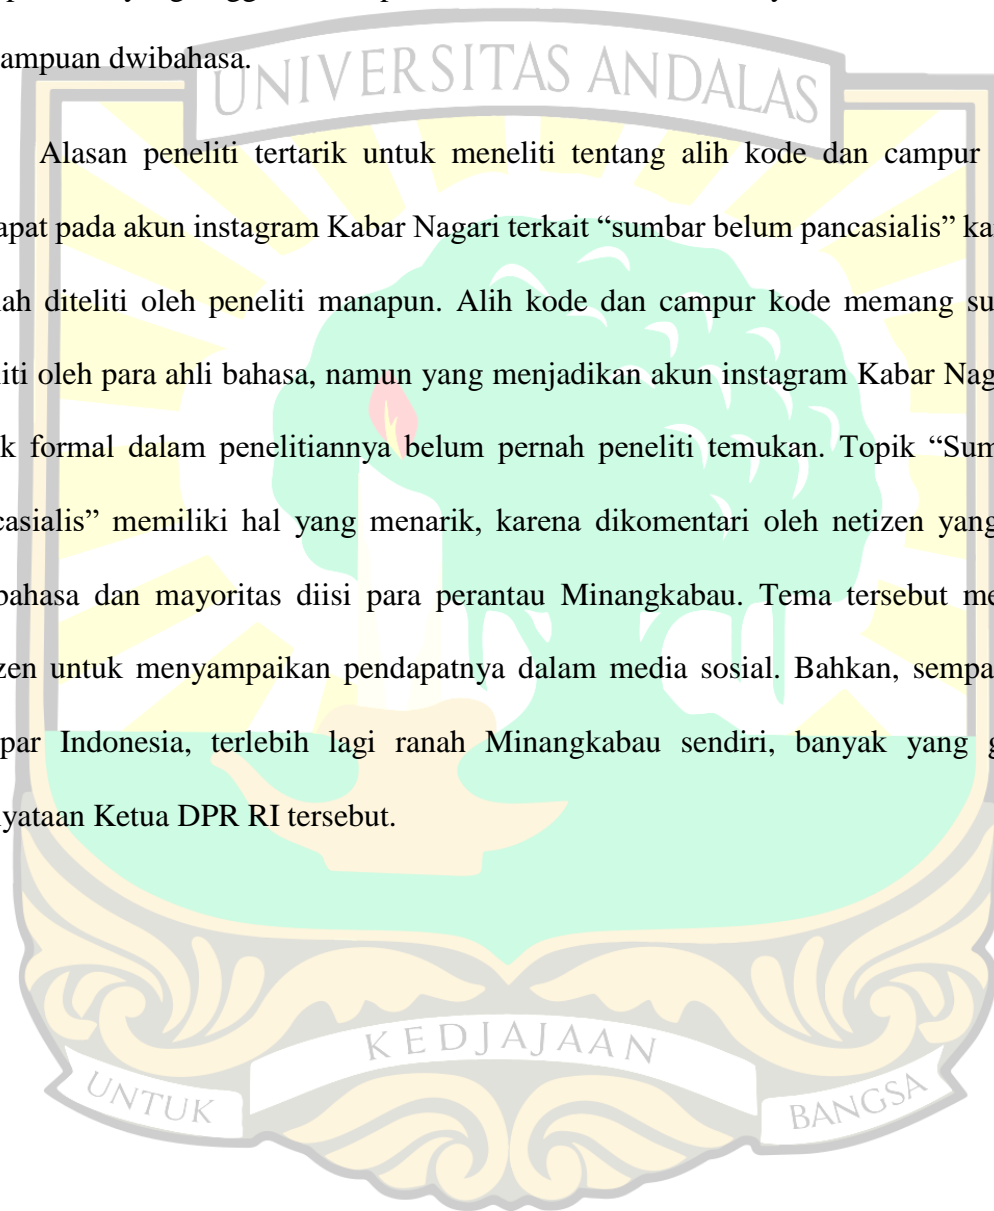 ampuan dwibahasa.
UNIVERSITAS ANDALAS
Alasan peneliti tertarik untuk meneliti tentang alih kode dan campur
apat pada akun instagram Kabar Nagari terkait “sumbar belum pancasialis” ka
ah diteliti oleh peneliti manapun. Alih kode dan campur kode memang su
iti oleh para ahli bahasa, namun yang menjadikan akun instagram Kabar Nag
k formal dalam penelitiannya belum pernah peneliti temukan. Topik “Sum
casialis” memiliki hal yang menarik, karena dikomentari oleh netizen yang
bahasa dan mayoritas diisi para perantau Minangkabau. Tema tersebut me
zen untuk menyampaikan pendapatnya dalam media sosial. Bahkan, sempa
par Indonesia, terlebih lagi ranah Minangkabau sendiri, banyak yang g
yataan Ketua DPR RI tersebut.
KEDJAJAAN
UNTUK
BANGSA